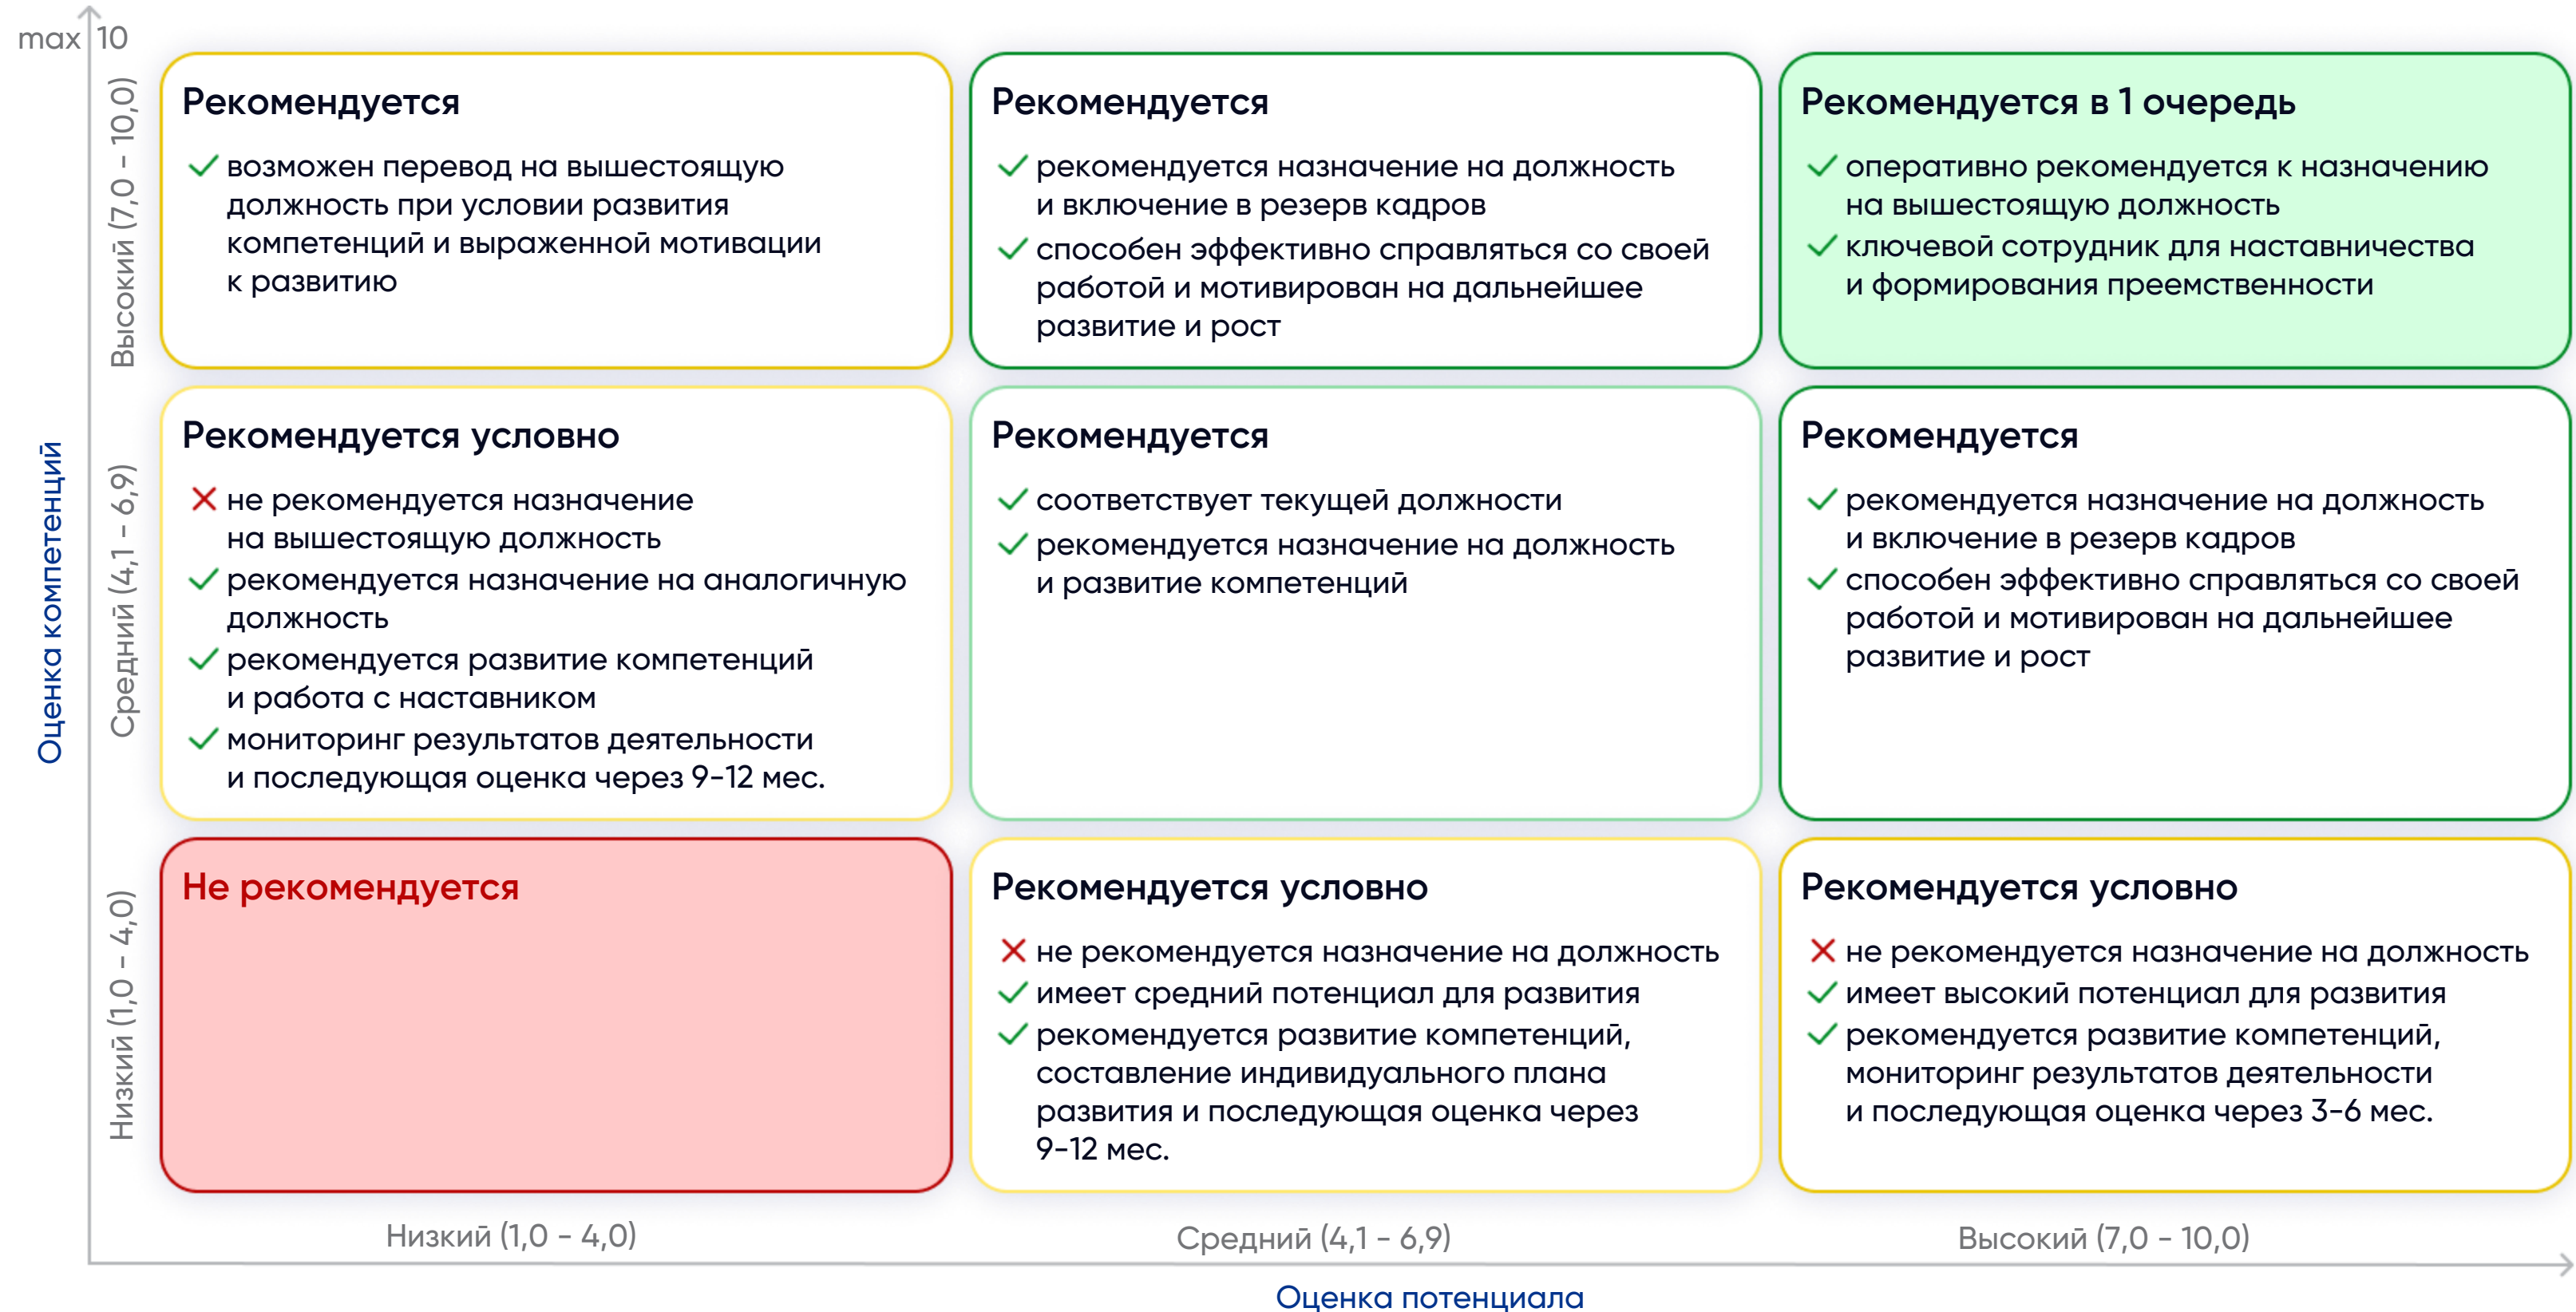 max 10
Оценка компетенций
Высокий (7,0 - 10,0)
Рекомендуется
возможен перевод на вышестоящую
должность при условии развития
компетенций и выраженной мотивации
к развитию
Рекомендуется
рекомендуется назначение на должность
и включение в резерв кадров
способен эффективно справляться со своей
работой и мотивирован на дальнейшее
развитие и рост
Рекомендуется в 1 очередь
оперативно рекомендуется к назначению
на вышестоящую должность
ключевой сотрудник для наставничества
и формирования преемственности
Средний (4,1 - 6,9)
Рекомендуется условно
не рекомендуется назначение
на вышестоящую должность
рекомендуется назначение на аналогичную
должность
рекомендуется развитие компетенций
и работа с наставником
мониторинг результатов деятельности
и последующая оценка через 9-12 мес.
Рекомендуется
соответствует текущей должности
рекомендуется назначение на должность
и развитие компетенций
Рекомендуется
рекомендуется назначение на должность
и включение в резерв кадров
способен эффективно справляться со своей
работой и мотивирован на дальнейшее
развитие и рост
Низкий (1,0 - 4,0)
Не рекомендуется
Рекомендуется условно
не рекомендуется назначение на должность
имеет средний потенциал для развития
рекомендуется развитие компетенций,
составление индивидуального плана
развития и последующая оценка через
9-12 мес.
Рекомендуется условно
не рекомендуется назначение на должность
имеет высокий потенциал для развития
рекомендуется развитие компетенций,
мониторинг результатов деятельности
и последующая оценка через 3-6 мес.
Низкий (1,0 - 4,0)
Средний (4,1 - 6,9)
Высокий (7,0 - 10,0)
Оценка потенциала